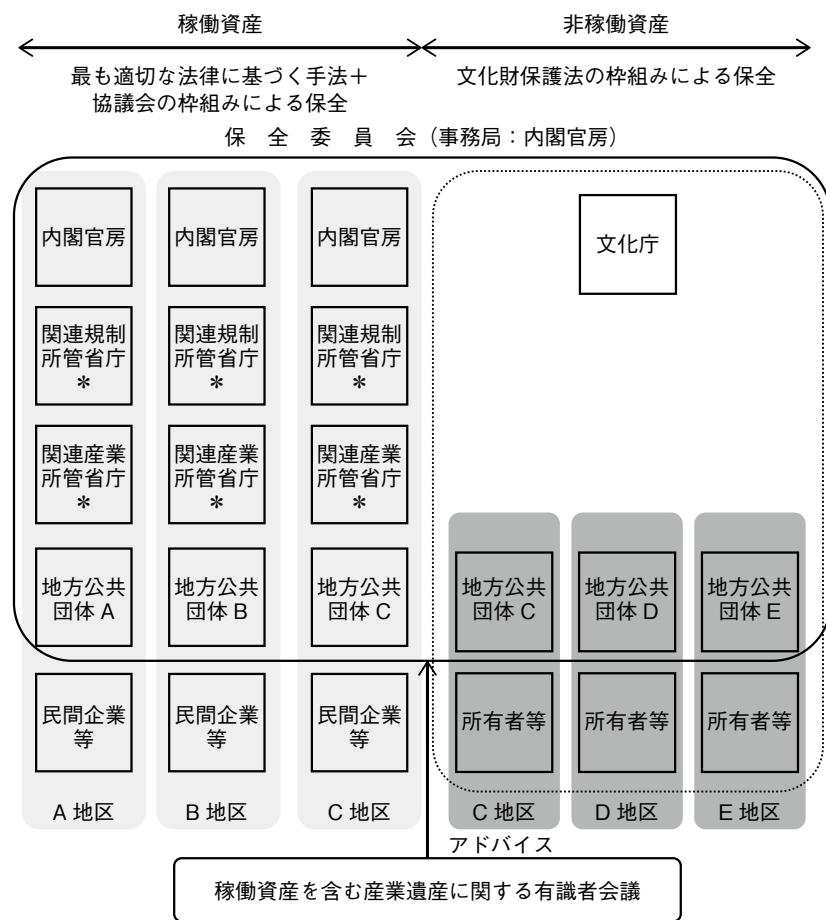 稼働資産
非稼働資産
最も適切な法律に基づく手法+
協議会の枠組みによる保全
文化財保護法の枠組みによる保全
保 全 委 員 会(事務局:内閣官房)
内閣官房
内閣官房
内閣官房
文化庁
関連規制
所管省庁
*
関連規制
所管省庁
*
関連規制
所管省庁
*
関連産業
所管省庁
*
関連産業
所管省庁
*
関連産業
所管省庁
*
地方公共
団体 A
地方公共
団体 B
地方公共
団体 C
地方公共
団体 C
地方公共
団体 D
地方公共
団体 E
民間企業
等
民間企業
等
民間企業
等
所有者等
所有者等
所有者等
A 地区
B 地区
C 地区
C 地区
D 地区
E 地区
アドバイス
稼働資産を含む産業遺産に関する有識者会議